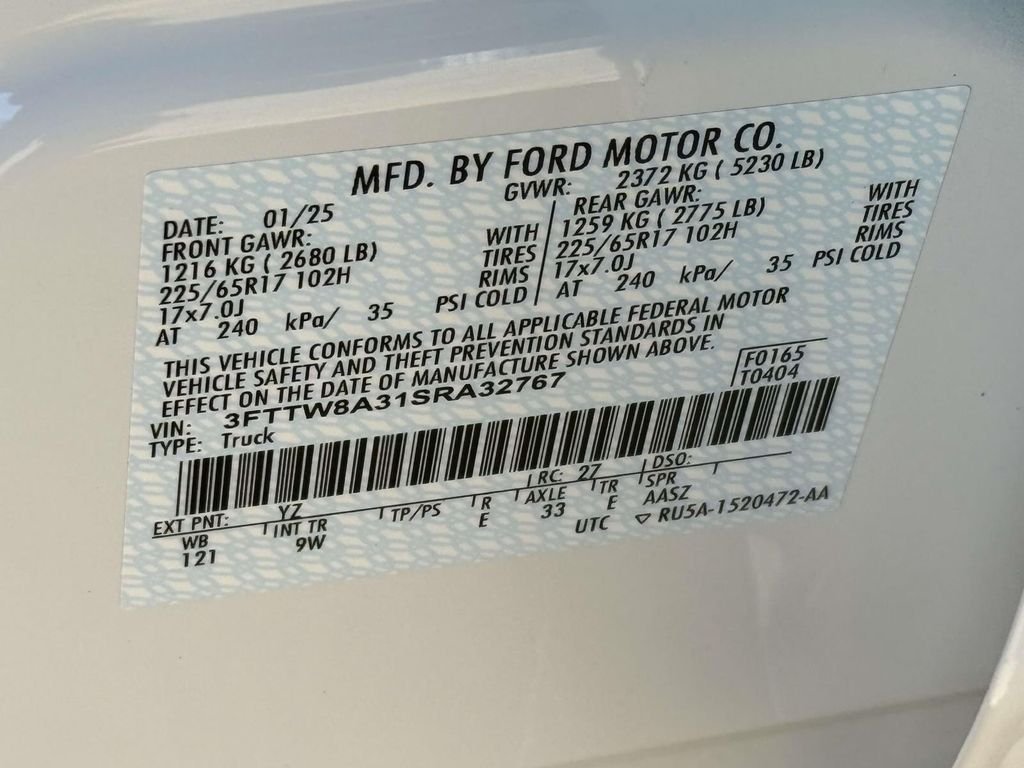 MFD. BY FORD MOTOR CO.
DATE: 01/25 GVWR: 2372 KG ( 5230 LB)
FRONT GAWR: REAR GAWR:
1216 KG ( 2680 LB) WITH 1259 KG ( 2775 LB) WITH
225/65R17 102H TIRES 225/65R17 102H TIRES
17x7.0J RIMS 17x7.0J RIMS
AT 240 kPa/ 35 PSI COLD AT 240 kPa/ 35 PSI COLD
THIS VEHICLE CONFORMS TO ALL APPLICABLE FEDERAL MOTOR
VEHICLE SAFETY AND THEFT PREVENTION STANDARDS IN
EFFECT ON THE DATE OF MANUFACTURE SHOWN ABOVE.
VIN: 3FTTW8A31SRA32767 F0165
TYPE: Truck T0404
EXT PNT: YZ RC: 27 DSO:
WB INT TR TP/PS R AXLE TR SPR
121 9W E 33 E AASZ
UTC ▽ RU5A-1520472-AA